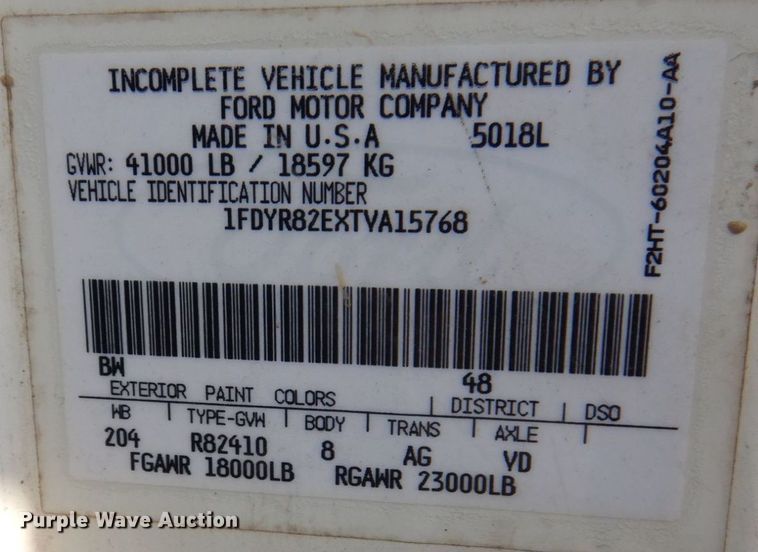 INCOMPLETE VEHICLE MANUFACTURED BY
FORD MOTOR COMPANY
MADE IN U.S.A 5018L
GVWR: 41000 LB / 18597 KG
VEHICLE IDENTIFICATION NUMBER
1FDYR82EXTVA15768
F2HT-60204A10-AA
BW 48
EXTERIOR PAINT COLORS | DISTRICT | DSO
WB | TYPE-GVW | BODY | TRANS | AXLE |
204 R82410 8 AG YD
FGAWR 18000LB RGAWR 23000LB
Purple Wave Auction